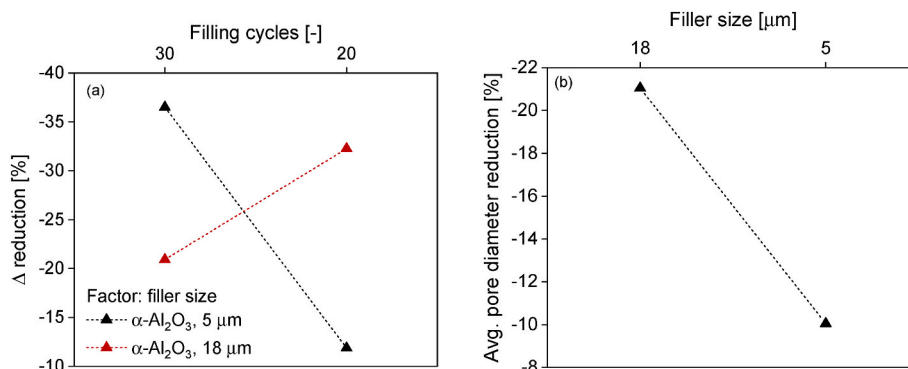 Filling cycles [-]
30 20
-40
-35
-30
-25
-20
-15
-10
Δ reduction [%]
(a)
Factor: filler size
α-Al₂O₃, 5 μm
α-Al₂O₃, 18 μm
Filler size [μm]
18 5
-22
-20
-18
-16
-14
-12
-10
-8
Avg. pore diameter reduction [%]
(b)